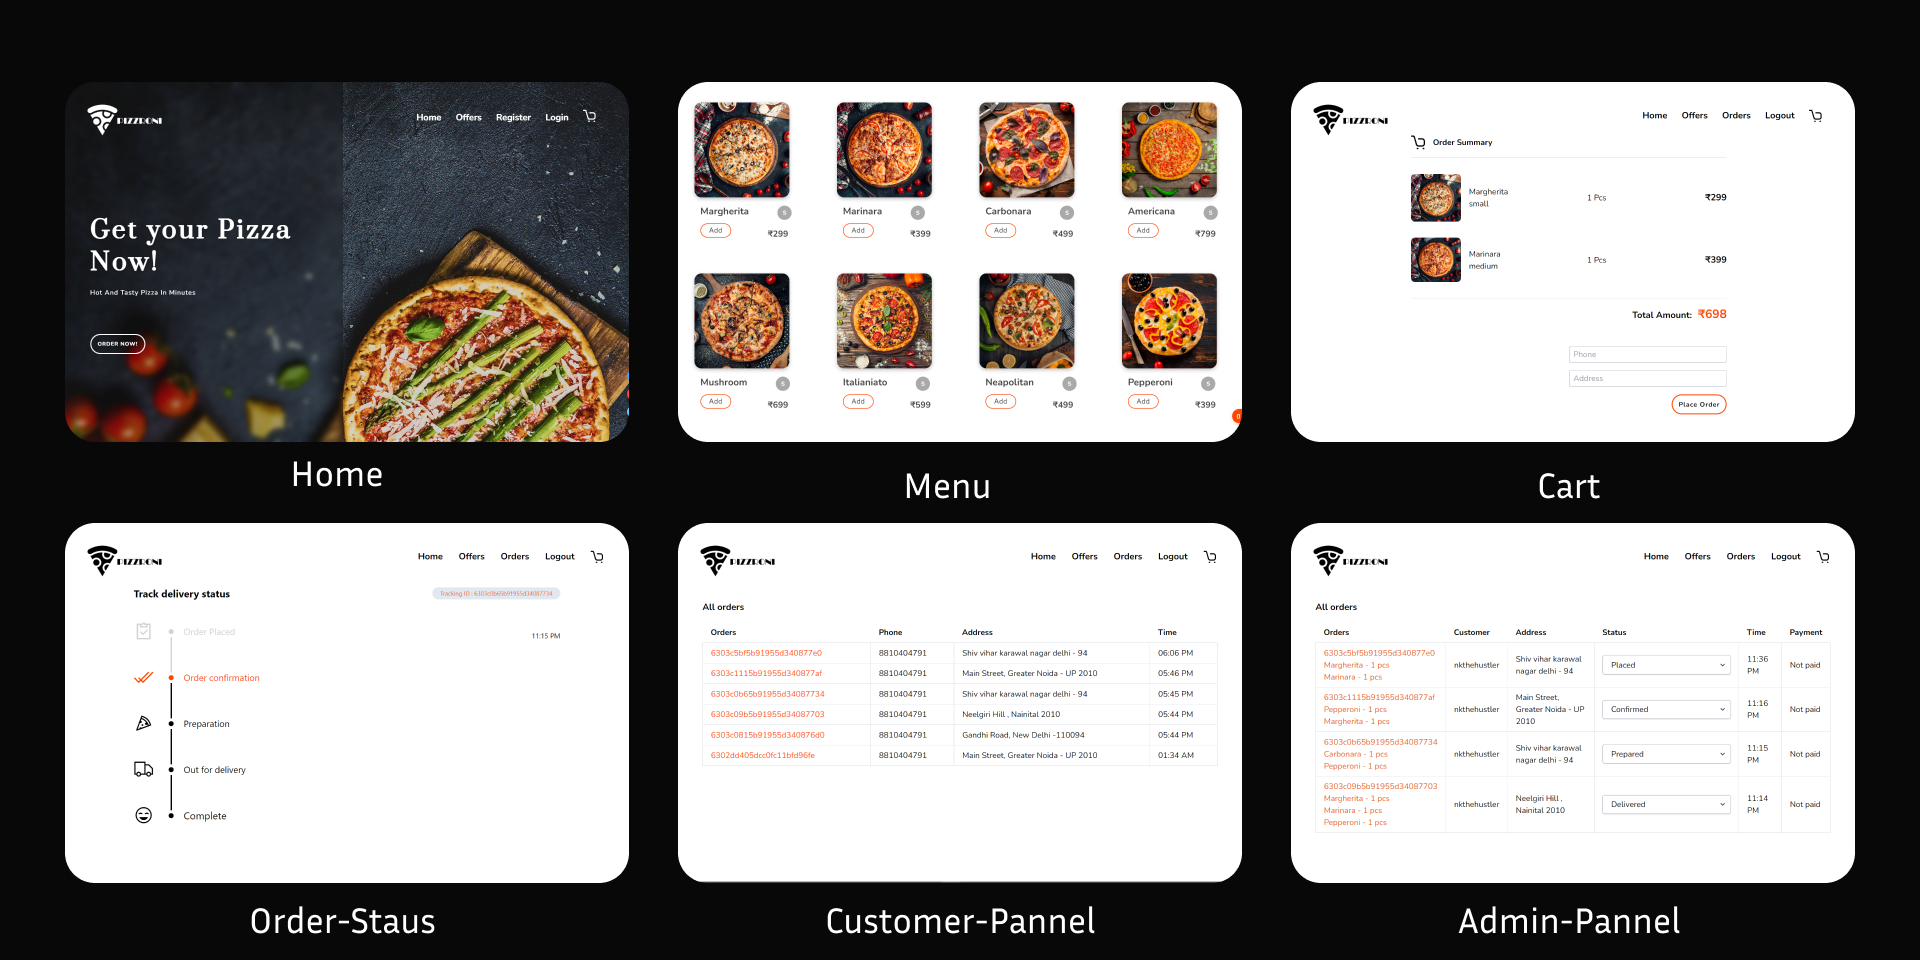 PIZZRONI
Home Offers Register Login
Get your Pizza
Now!
Hot And Tasty Pizza In Minutes
ORDER NOW!
Home
Margherita S
Add ₹299
Marinara S
Add ₹399
Carbonara S
Add ₹499
Americana S
Add ₹799
Mushroom S
Add ₹699
Italianiato S
Add ₹599
Neapolitan S
Add ₹499
Pepperoni S
Add ₹399
Menu
PIZZRONI
Home Offers Orders Logout
Order Summary
Margherita
small
1 Pcs ₹299
Marinara
medium
1 Pcs ₹399
Total Amount: ₹698
Phone
Address
Place Order
Cart
PIZZRONI
Home Offers Orders Logout
Track delivery status
Tracking ID : 6303c0b65b91955d34087734
Order Placed 11:15 PM
Order confirmation
Preparation
Out for delivery
Complete
Order-Staus
PIZZRONI
Home Offers Orders Logout
All orders
Orders Phone Address Time
6303c5bf5b91955d340877e0 8810404791 Shiv vihar karawal nagar delhi - 94 06:06 PM
6303c1115b91955d340877af 8810404791 Main Street, Greater Noida - UP 2010 05:46 PM
6303c0b65b91955d34087734 8810404791 Shiv vihar karawal nagar delhi - 94 05:45 PM
6303c09b5b91955d34087703 8810404791 Neelgiri Hill , Nainital 2010 05:44 PM
6303c0815b91955d340876d0 8810404791 Gandhi Road, New Delhi -110094 05:44 PM
6302dd405dcc0fc11bfd96fe 8810404791 Main Street, Greater Noida - UP 2010 01:34 AM
Customer-Pannel
PIZZRONI
Home Offers Orders Logout
All orders
Orders Customer Address Status Time Payment
6303c5bf5b91955d340877e0
Margherita - 1 pcs
Marinara - 1 pcs
nkthehustler
Shiv vihar karawal
nagar delhi - 94
Placed
11:36
PM
Not paid
6303c1115b91955d340877af
Pepperoni - 1 pcs
Margherita - 1 pcs
nkthehustler
Main Street,
Greater Noida - UP
2010
Confirmed
11:16
PM
Not paid
6303c0b65b91955d34087734
Carbonara - 1 pcs
Pepperoni - 1 pcs
nkthehustler
Shiv vihar karawal
nagar delhi - 94
Prepared
11:15
PM
Not paid
6303c09b5b91955d34087703
Margherita - 1 pcs
Marinara - 1 pcs
Pepperoni - 1 pcs
nkthehustler
Neelgiri Hill ,
Nainital 2010
Delivered
11:14
PM
Not paid
Admin-Pannel